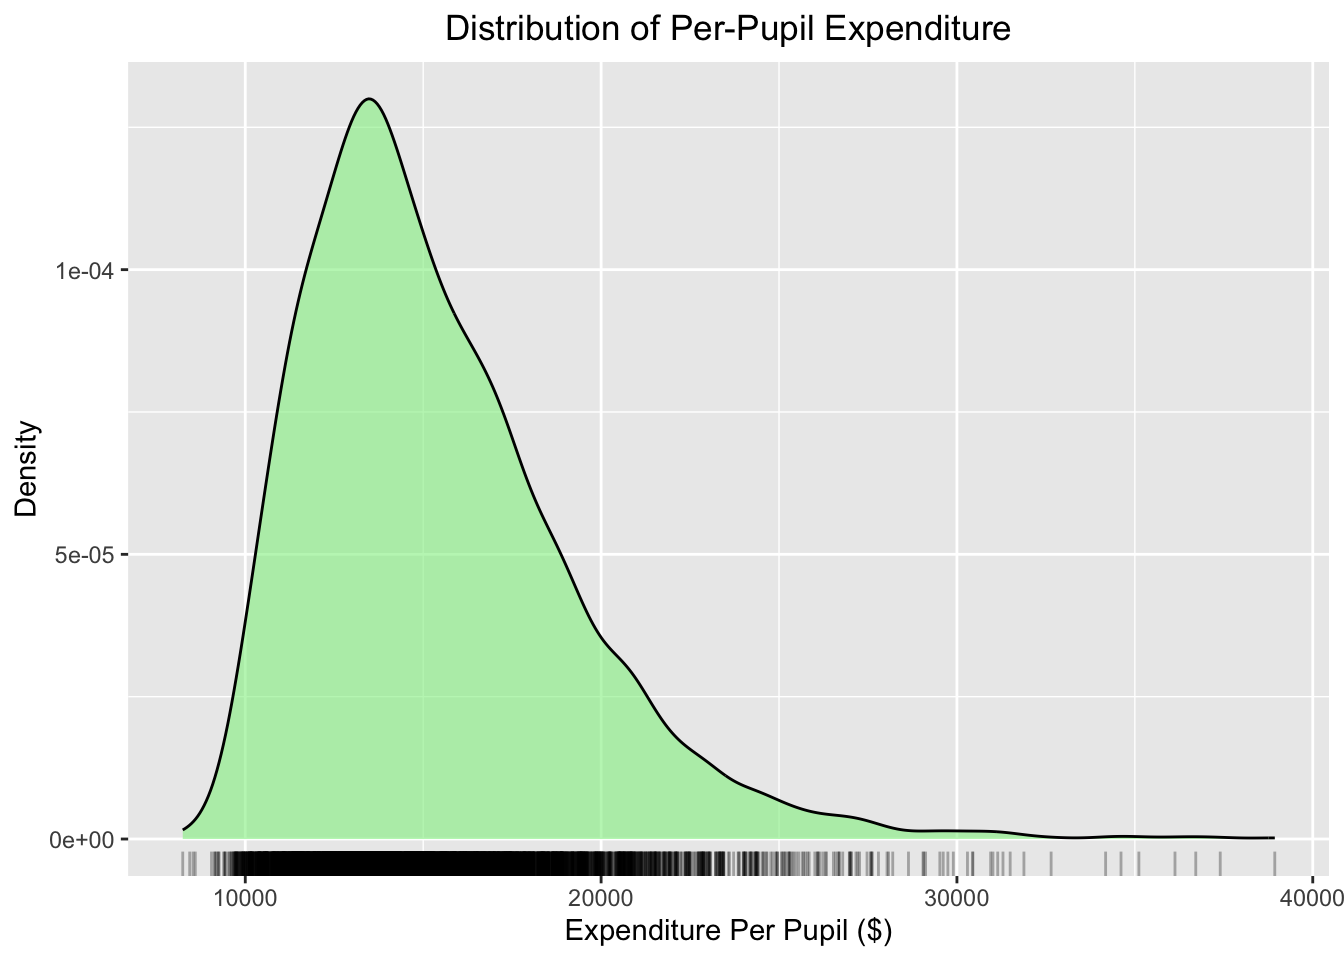 Distribution of Per-Pupil Expenditure
Density
1e-04
5e-05
0e+00
10000 20000 30000 40000
Expenditure Per Pupil ($)